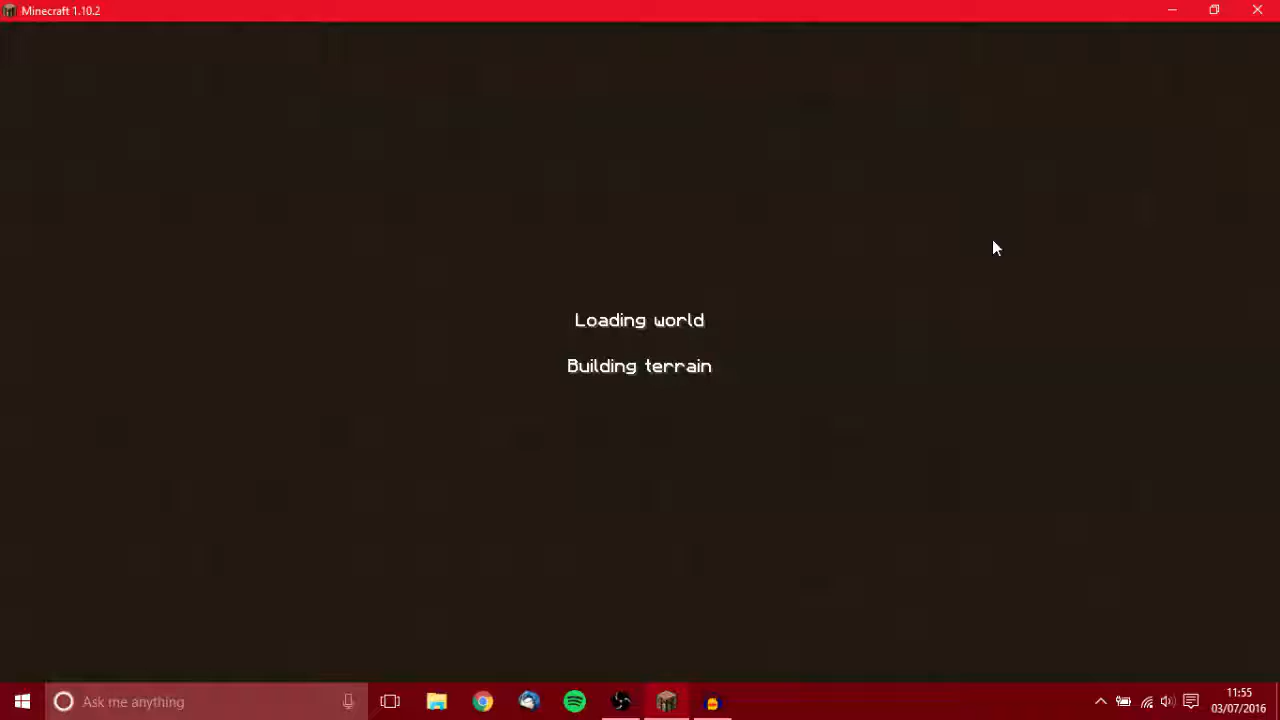 Minecraft 1.10.2
Loading world
Building terrain
Ask me anything
11:55
03/07/2016